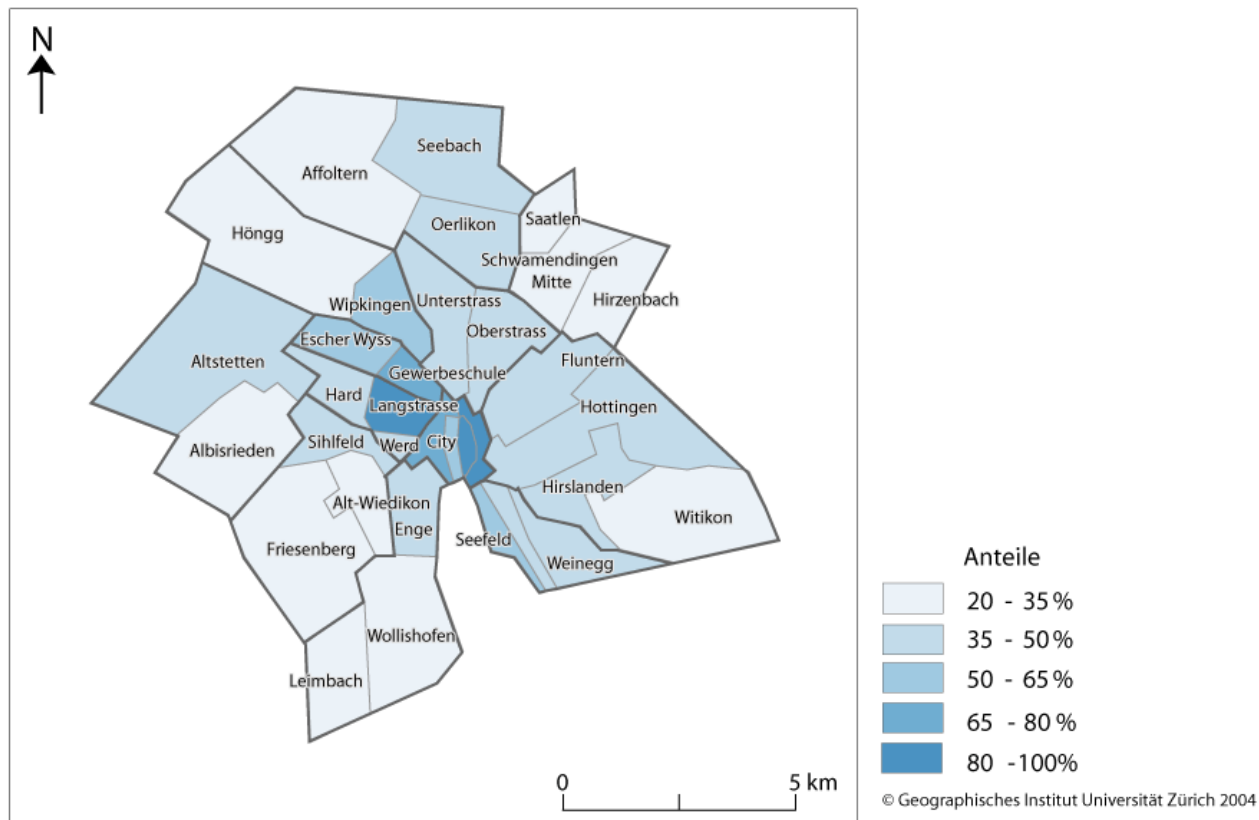 N
Seebach
Affoltern
Saatlen
Oerlikon
Höngg
Schwamendingen
Mitte
Hirzenbach
Unterstrass
Wipkingen
Oberstrass
Escher Wyss
Altstetten
Fluntern
Gewerbeschule
Hard
Langstrasse
Hottingen
Sihlfeld
Werd
City
Albisrieden
Hirslanden
Alt-Wiedikon
Witikon
Enge
Seefeld
Friesenberg
Weinegg
Wollishofen
Leimbach
0 5 km
Anteile
20 - 35 %
35 - 50 %
50 - 65 %
65 - 80 %
80 -100%
© Geographisches Institut Universität Zürich 2004